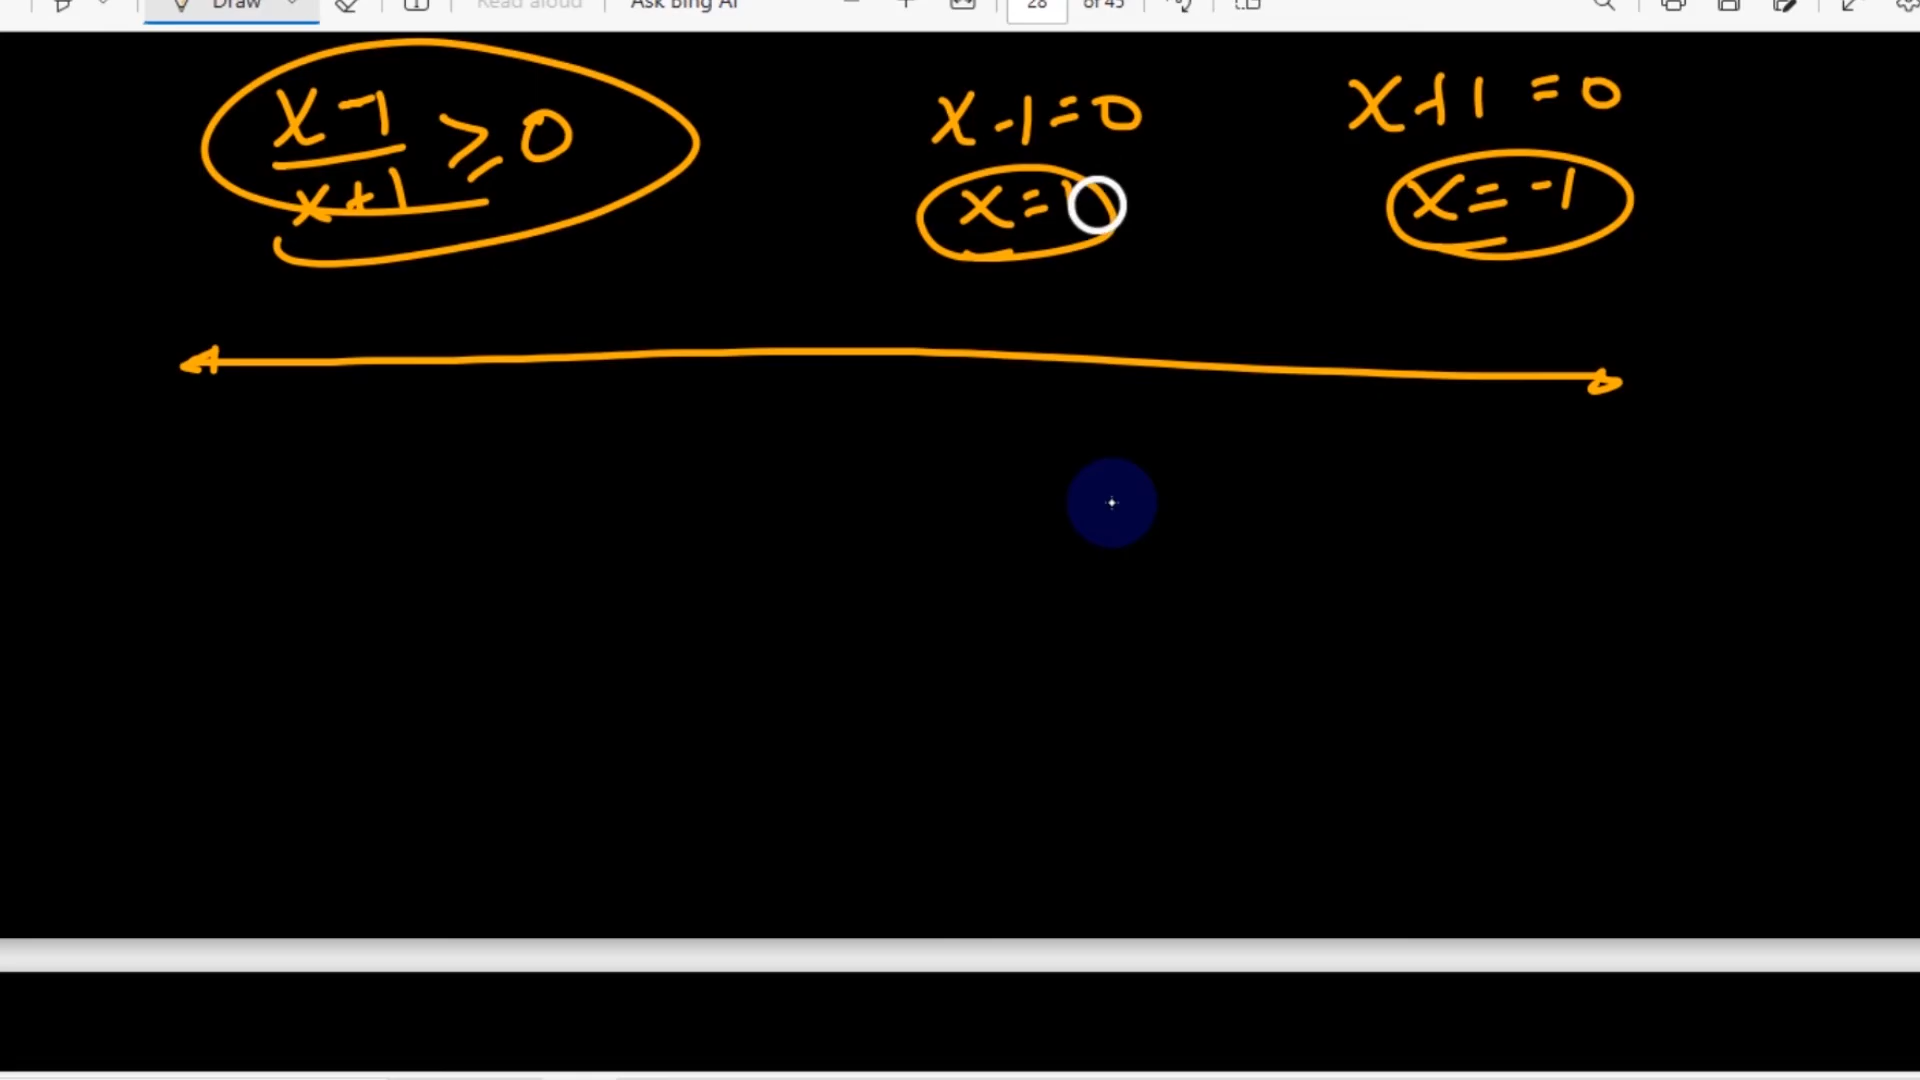 Draw Read aloud Ask Bing AI 28 of 45
x-1/x+1 ≥ 0
x-1=0
x=1
x+1=0
x=-1